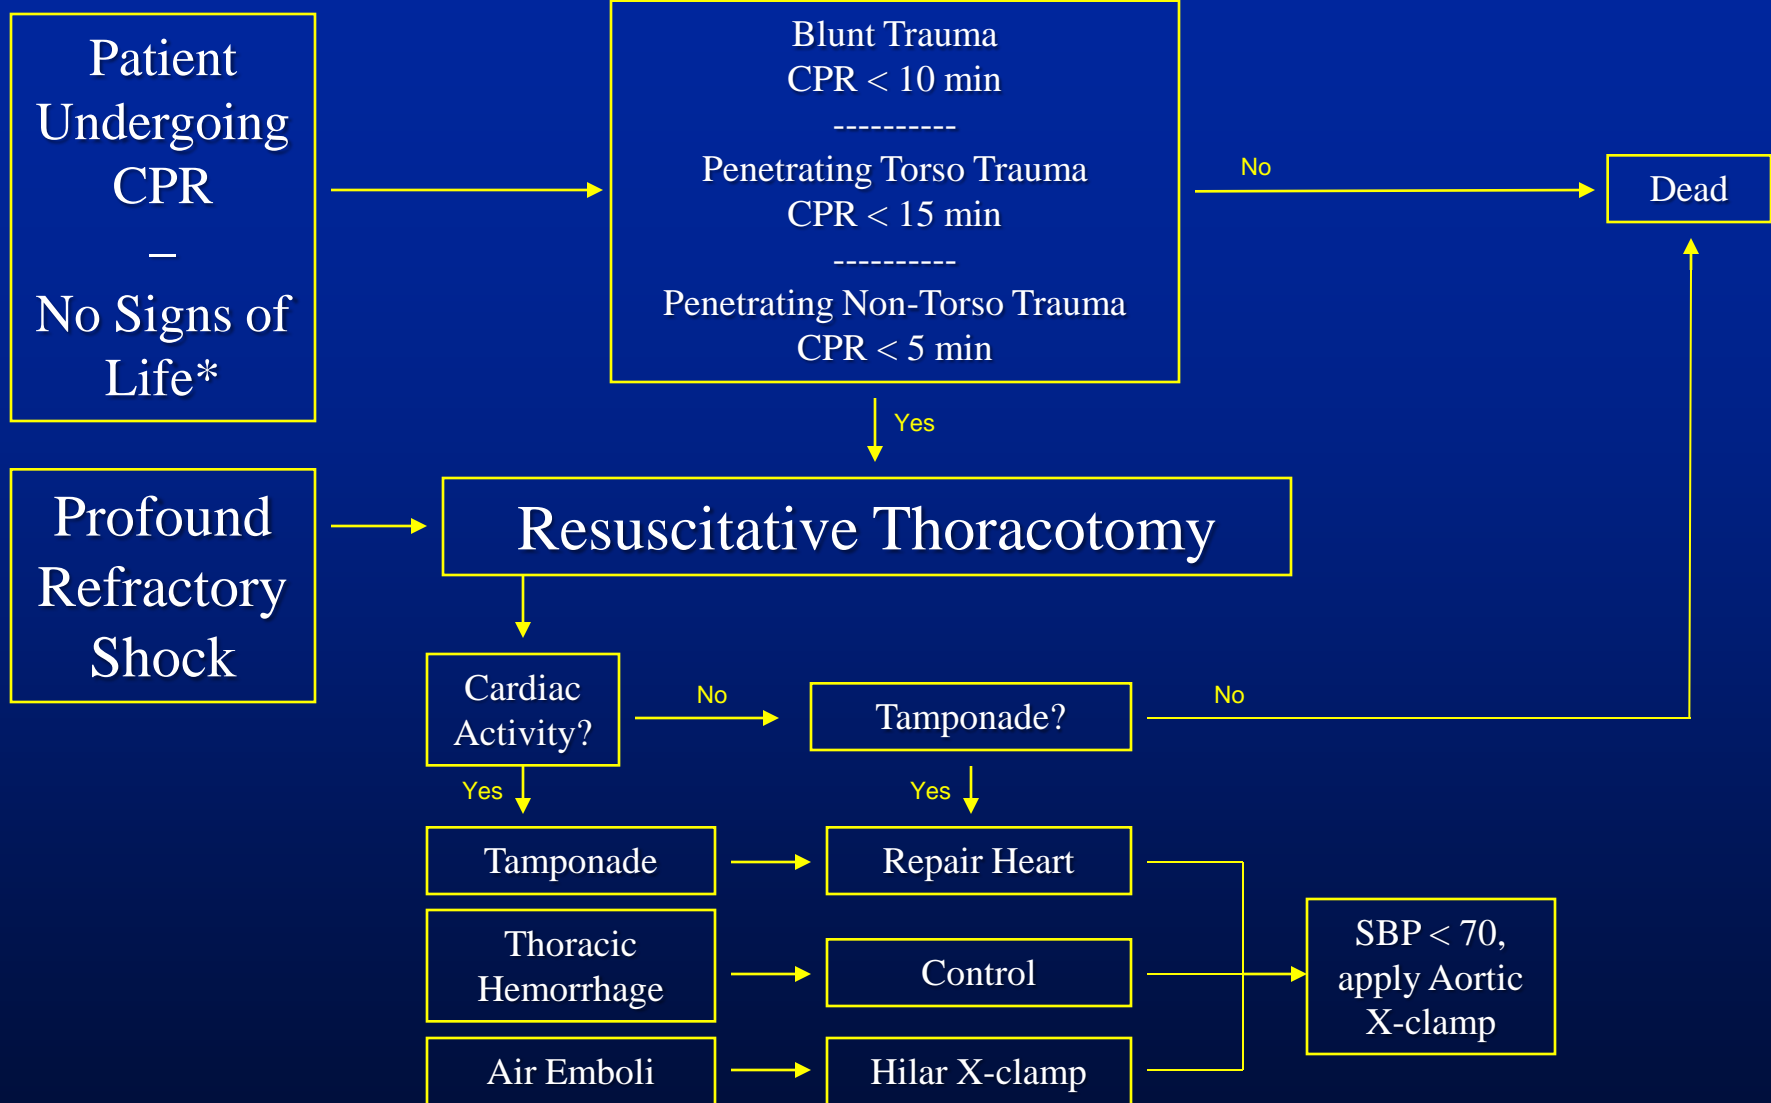 Patient
Undergoing
CPR
–
No Signs of
Life*
Blunt Trauma
CPR < 10 min
----------
Penetrating Torso Trauma
CPR < 15 min
----------
Penetrating Non-Torso Trauma
CPR < 5 min
No
Dead
Yes
Profound
Refractory
Shock
Resuscitative Thoracotomy
Cardiac
Activity?
No
Tamponade?
No
Yes
Yes
Tamponade
Repair Heart
Thoracic
Hemorrhage
Control
SBP < 70,
apply Aortic
X-clamp
Air Emboli
Hilar X-clamp